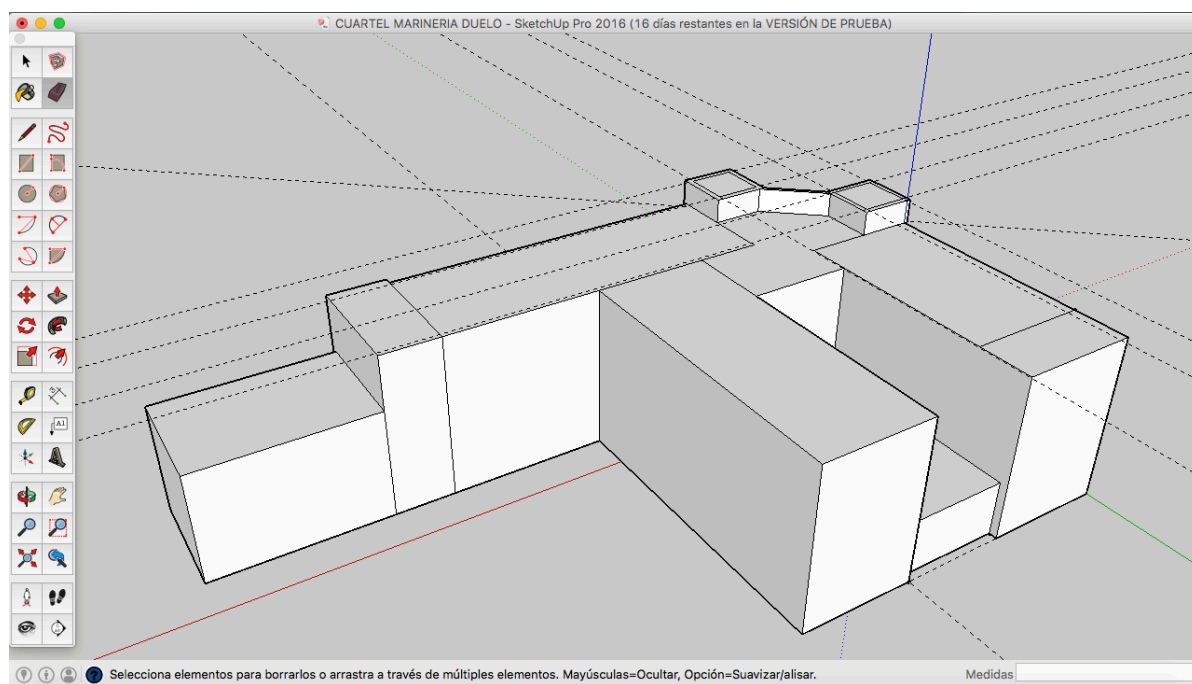 CUARTEL MARINERIA DUELO - SketchUp Pro 2016 (16 días restantes en la VERSIÓN DE PRUEBA)
A1
Selecciona elementos para borrarlos o arrastra a través de múltiples elementos. Mayúsculas=Ocultar, Opción=Suavizar/alisar.
Medidas